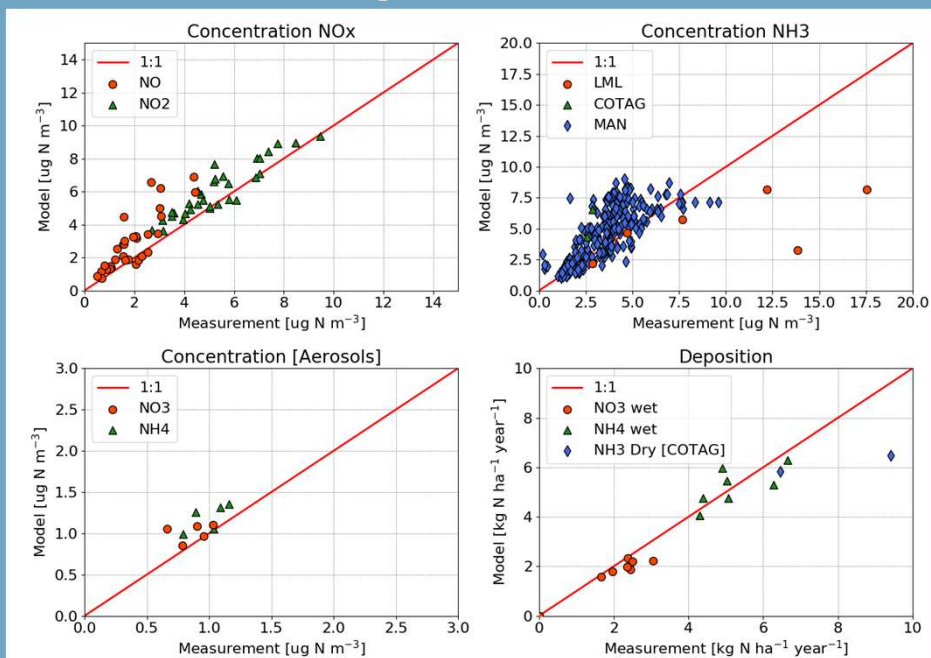 Concentration NOx
1:1
NO
NO2
14
12
10
8
6
4
2
0
0 2 4 6 8 10 12 14
Model [ug N m⁻³]
Measurement [ug N m⁻³]
Concentration NH3
1:1
LML
COTAG
MAN
20.0
17.5
15.0
12.5
10.0
7.5
5.0
2.5
0.0
0.0 2.5 5.0 7.5 10.0 12.5 15.0 17.5 20.0
Model [ug N m⁻³]
Measurement [ug N m⁻³]
Concentration [Aerosols]
1:1
NO3
NH4
3.0
2.5
2.0
1.5
1.0
0.5
0.0
0.0 0.5 1.0 1.5 2.0 2.5 3.0
Model [ug N m⁻³]
Measurement [ug N m⁻³]
Deposition
1:1
NO3 wet
NH4 wet
NH3 Dry [COTAG]
10
8
6
4
2
0
0 2 4 6 8 10
Model [kg N ha⁻¹ year⁻¹]
Measurement [kg N ha⁻¹ year⁻¹]